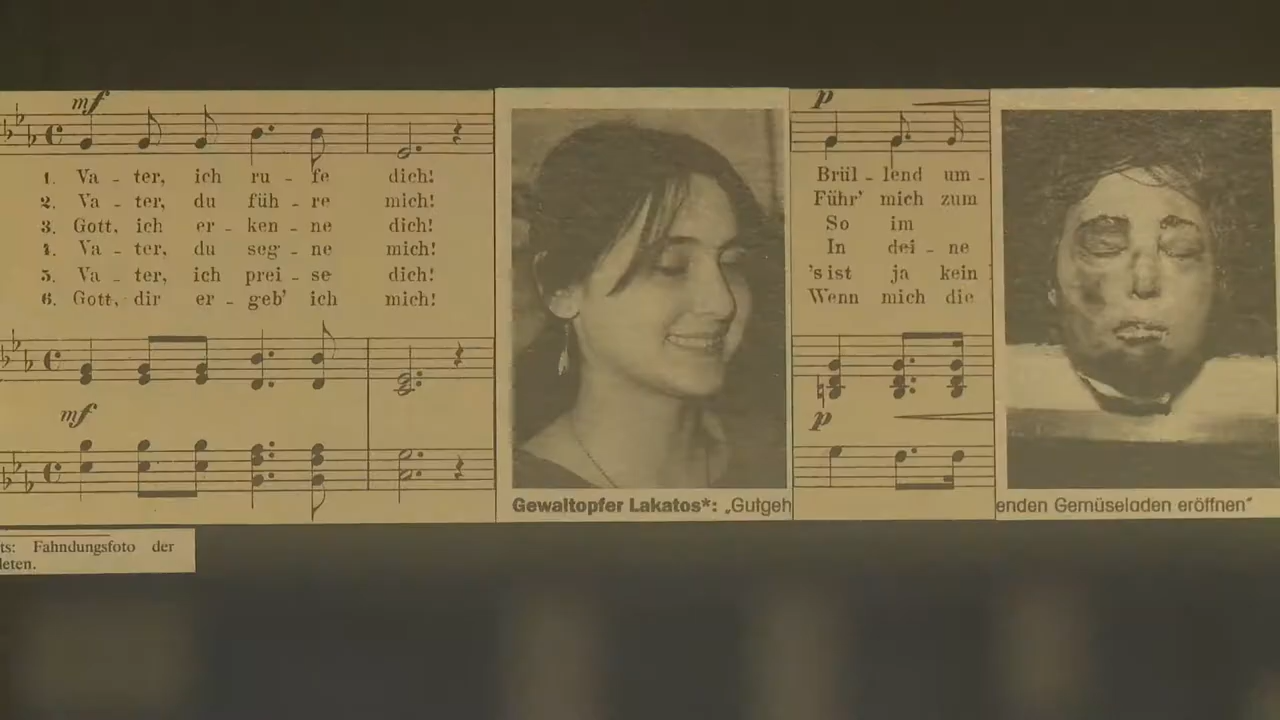 mf
1. Va - ter, ich ru - fe dich!
2. Va - ter, du füh - re mich!
3. Gott, ich er - ken - ne dich!
4. Va - ter, du seg - ne mich!
5. Va - ter, ich prei - se dich!
6. Gott, dir er - geb' ich mich!
mf
p
Brül - lend um -
Führ' mich zum
So im
In dei - ne
's ist ja kein
Wenn mich die
p
Gewaltopfer Lakatos*: „Gutgeh
enden Gemüseladen eröffnen"
ts: Fahndungsfoto der
leten.